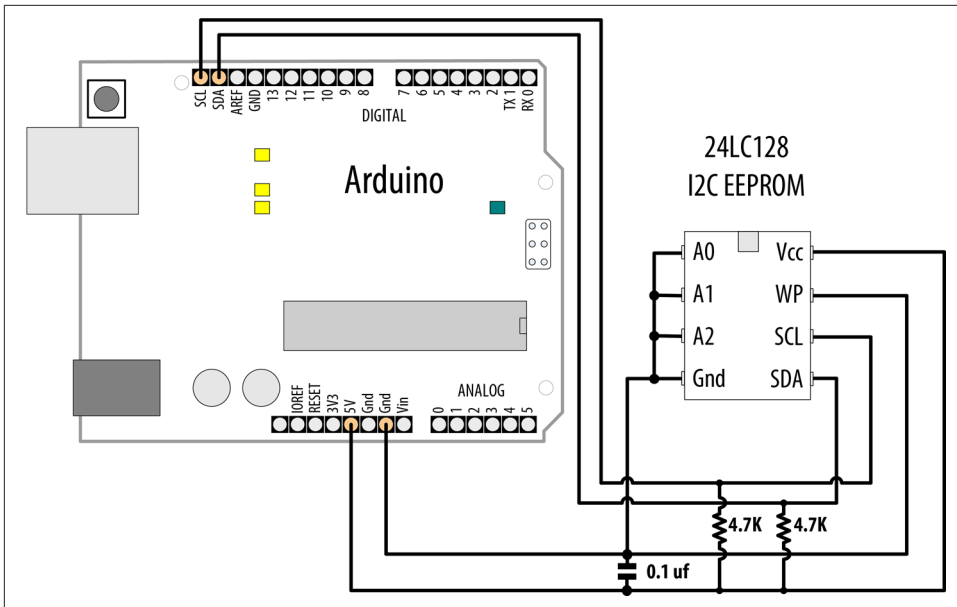 SCL
SDA
AREF
GND
13
12
11
10
9
8
7
6
5
4
3
2
TX 1
RX 0
DIGITAL
Arduino
24LC128
I2C EEPROM
A0
Vcc
A1
WP
A2
SCL
Gnd
SDA
IOREF
RESET
3V3
5V
Gnd
Gnd
Vin
ANALOG
0
1
2
3
4
5
4.7K
4.7K
0.1 uf